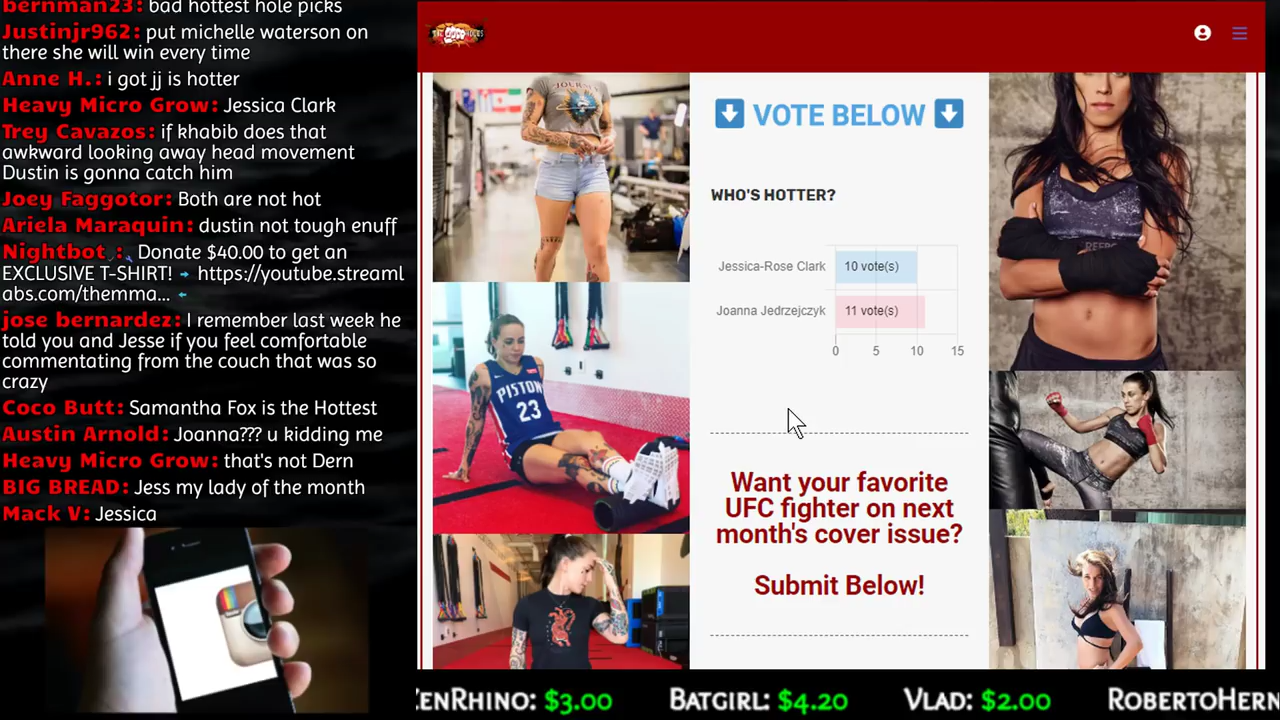 bernman23: bad hottest hole picks
Justinjr962: put michelle waterson on
there she will win every time
Anne H.: i got jj is hotter
Heavy Micro Grow: Jessica Clark
Trey Cavazos: if khabib does that
awkward looking away head movement
Dustin is gonna catch him
Joey Faggotor: Both are not hot
Ariela Maraquin: dustin not tough enuff
Nightbot: Donate $40.00 to get an
EXCLUSIVE T-SHIRT! https://youtube.streaml
abs.com/themma...
jose bernardez: I remember last week he
told you and Jesse if you feel comfortable
commentating from the couch that was so
crazy
Coco Butt: Samantha Fox is the Hottest
Austin Arnold: Joanna??? u kidding me
Heavy Micro Grow: that's not Dern
BIG BREAD: Jess my lady of the month
Mack V: Jessica
VOTE BELOW
WHO'S HOTTER?
Jessica-Rose Clark 10 vote(s)
Joanna Jedrzejczyk 11 vote(s)
0 5 10 15
Want your favorite
UFC fighter on next
month's cover issue?
Submit Below!
JOURNEY
PISTONS
23
ENRHINO: $3.00 BATGIRL: $4.20 VLAD: $2.00 ROBERTOHERN